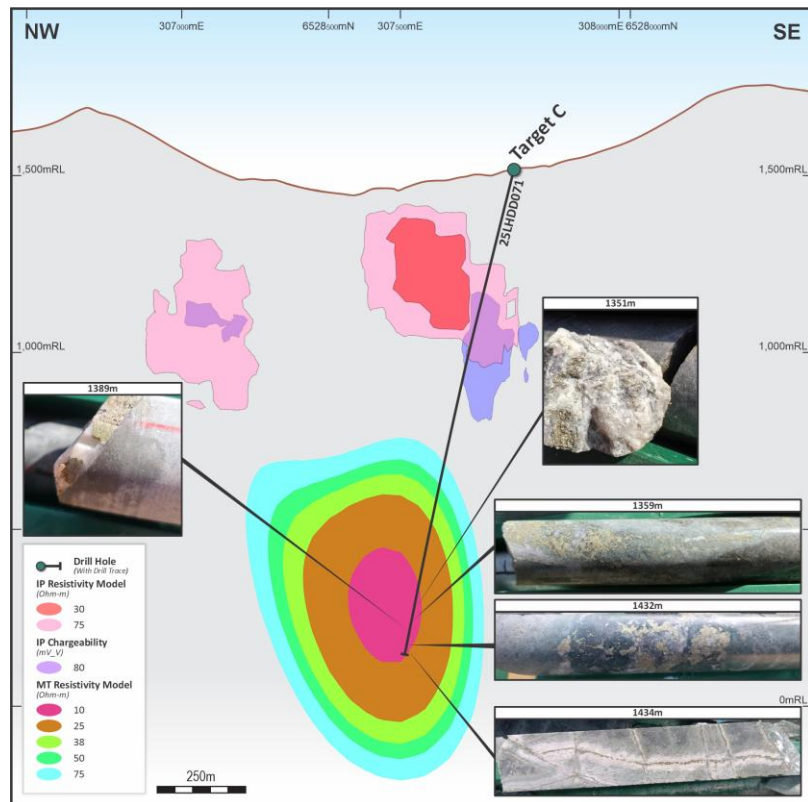 NW
307000mE
6528500mN
307500mE
308000mE
6528000mN
SE
Target C
25LHDD071
1,500mRL
1,500mRL
1351m
1,000mRL
1,000mRL
1389m
1359m
Drill Hole
(With Drill Trace)
IP Resistivity Model
(Ohm-m)
30
75
IP Chargeability
(mV_V)
80
MT Resistivity Model
(Ohm-m)
10
25
38
50
75
1432m
0mRL
1434m
250m